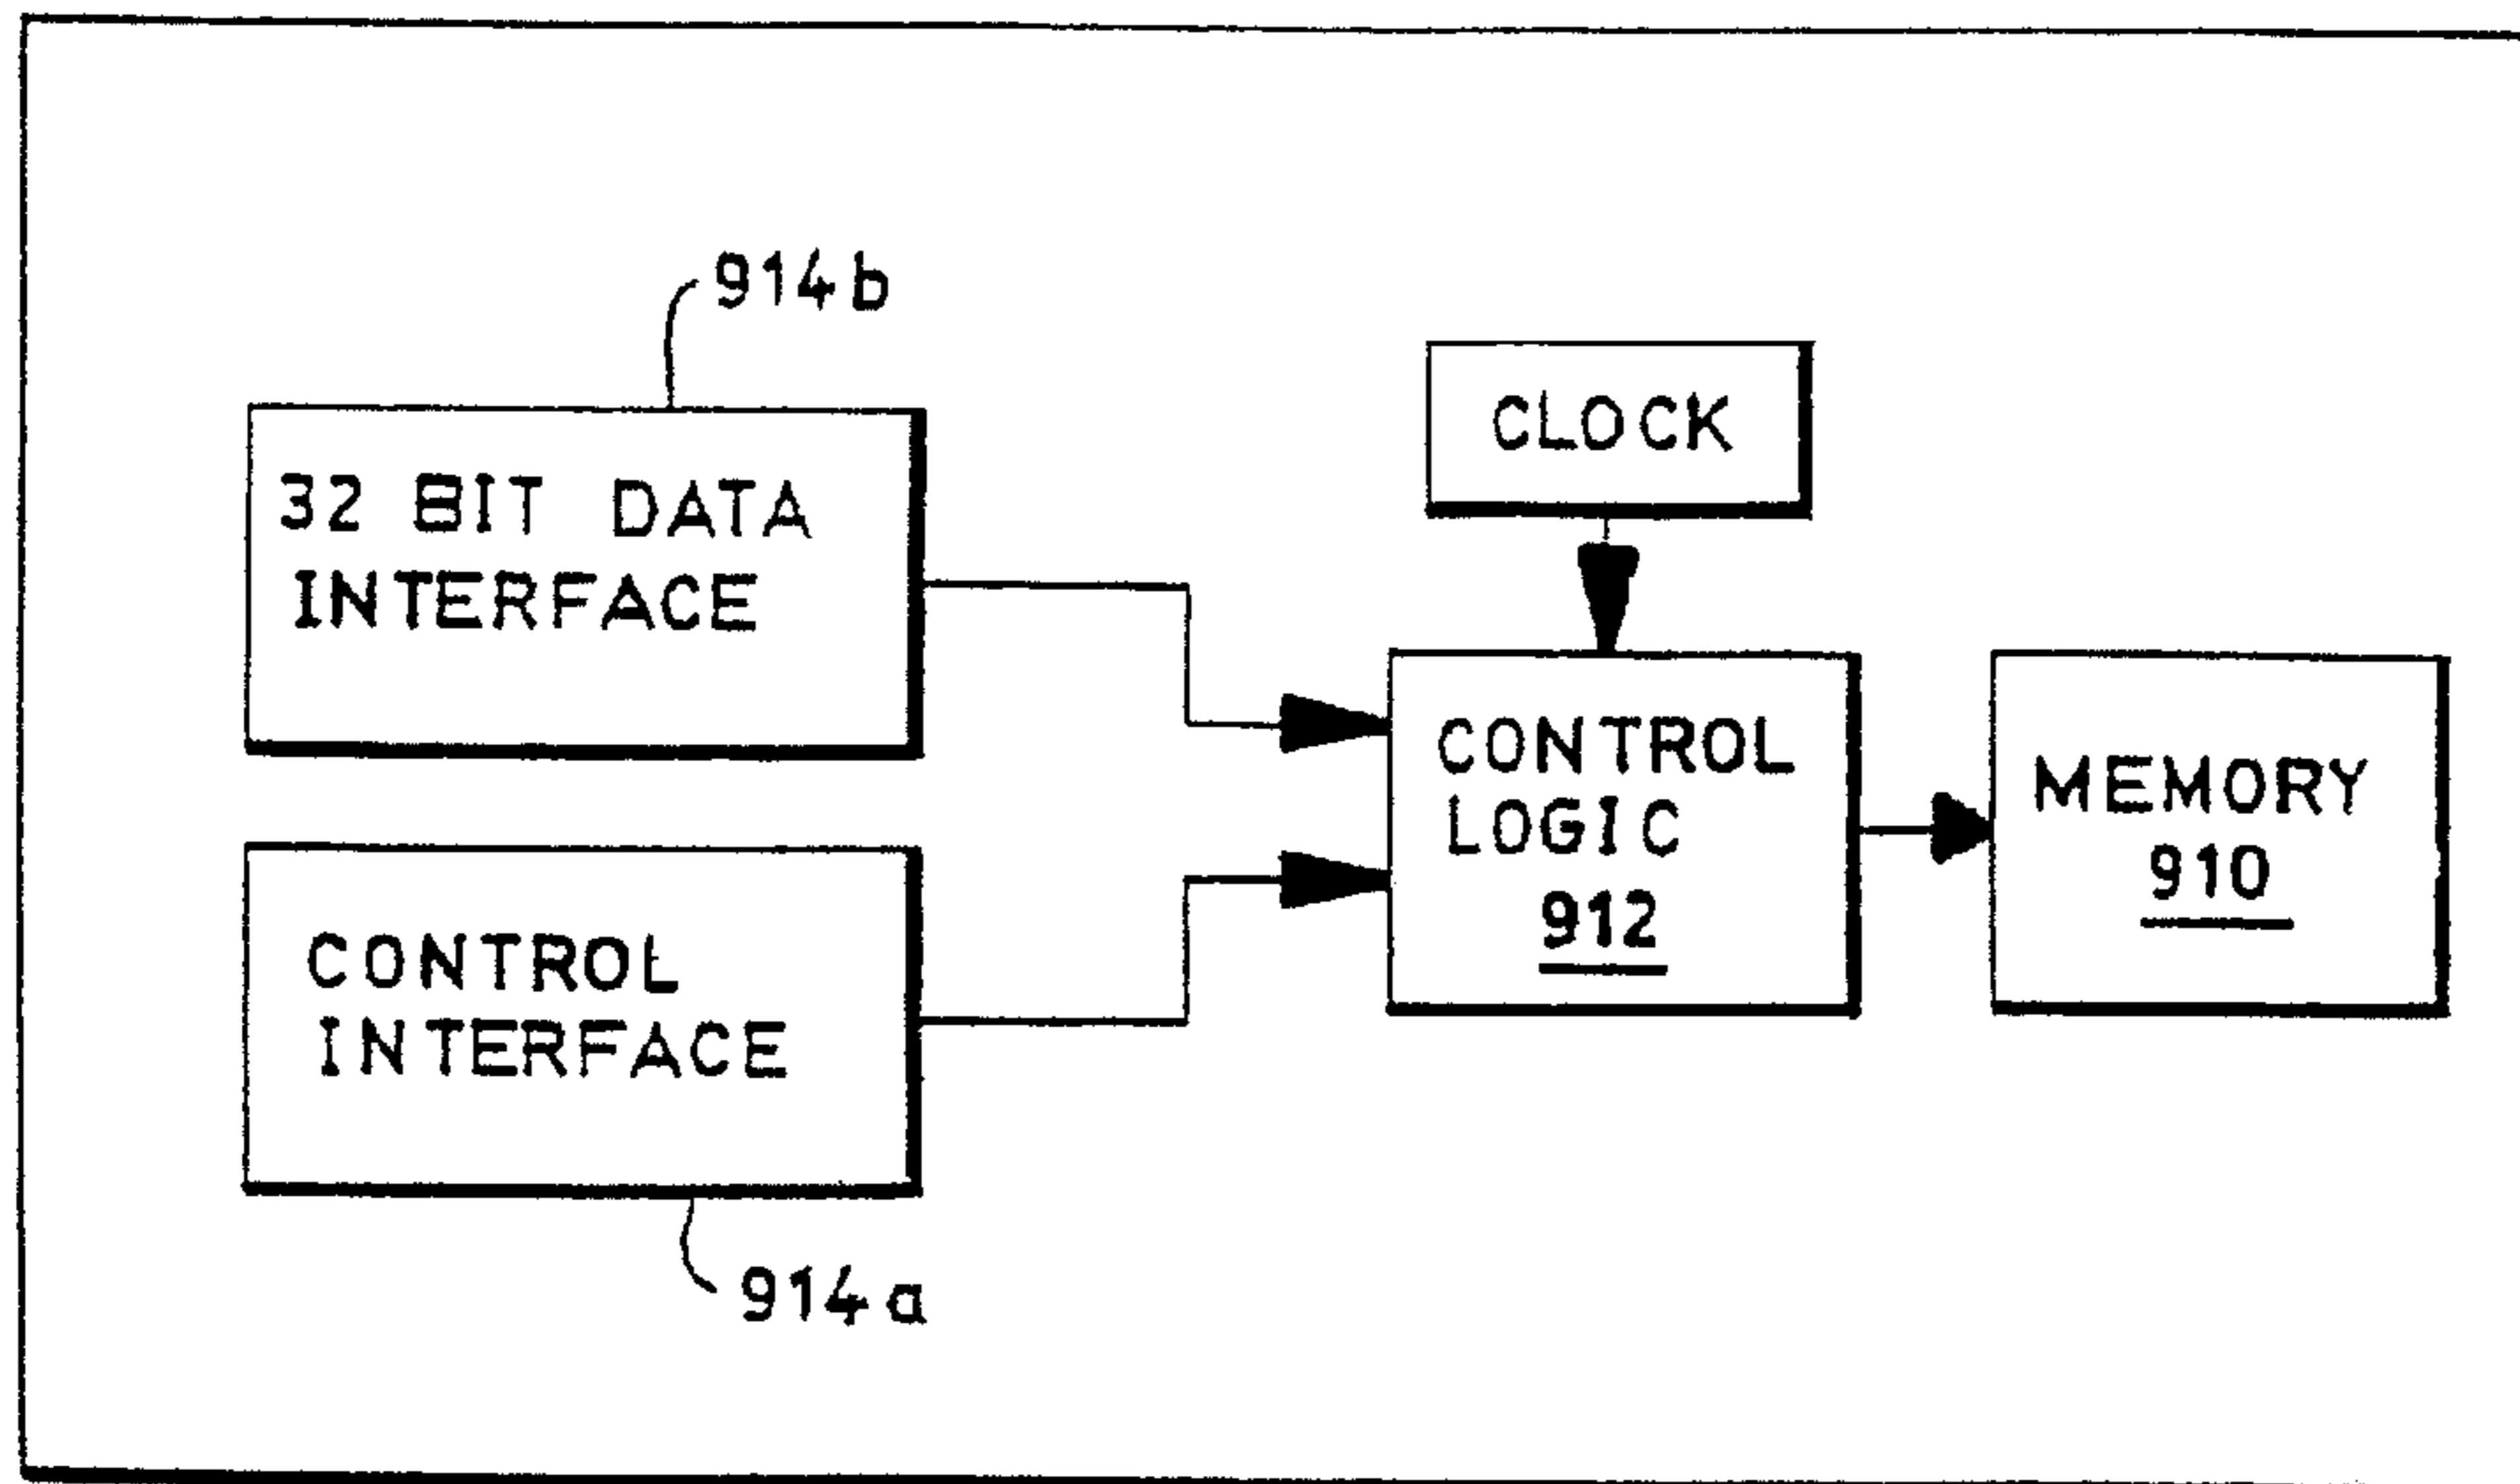 914b
32 BIT DATA
INTERFACE
CLOCK
CONTROL
LOGIC
912
MEMORY
910
CONTROL
INTERFACE
914a